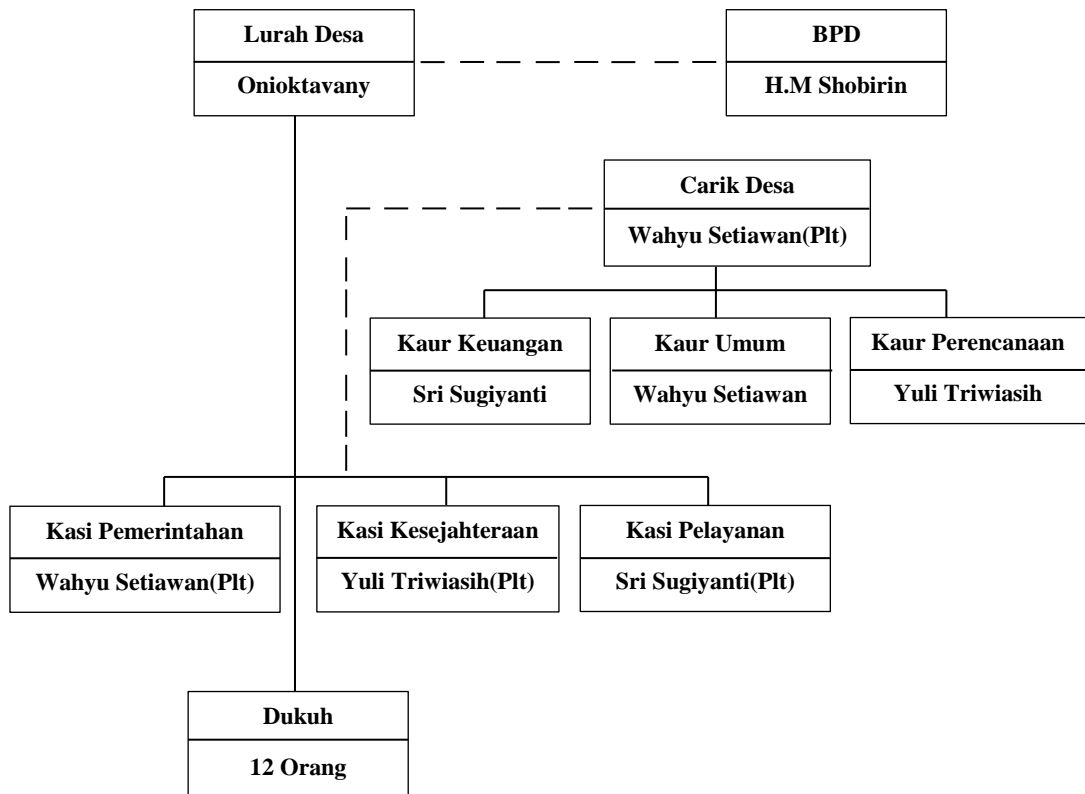 Lurah Desa
Onioktavany
BPD
H.M Shobirin
Carik Desa
Wahyu Setiawan(Plt)
Kaur Keuangan
Sri Sugiyanti
Kaur Umum
Wahyu Setiawan
Kaur Perencanaan
Yuli Triwiasih
Kasi Pemerintahan
Wahyu Setiawan(Plt)
Kasi Kesejahteraan
Yuli Triwiasih(Plt)
Kasi Pelayanan
Sri Sugiyanti(Plt)
Dukuh
12 Orang